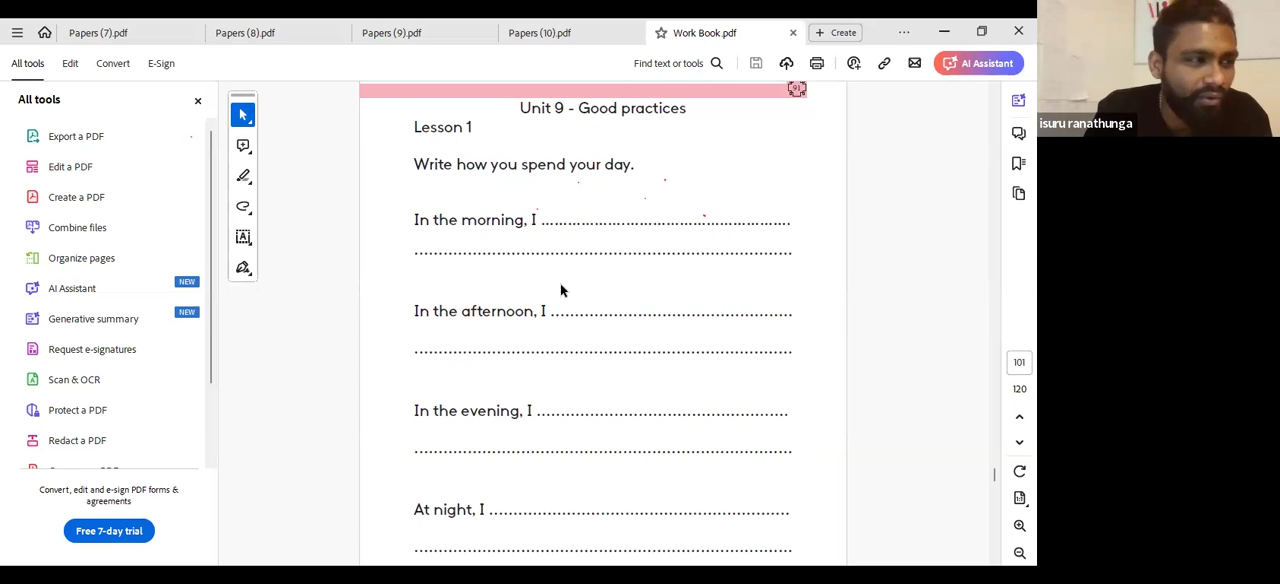 Papers (7).pdf
Papers (8).pdf
Papers (9).pdf
Papers (10).pdf
Work Book.pdf
Create
All tools
Edit
Convert
E-Sign
Find text or tools
AI Assistant
All tools
Export a PDF
Edit a PDF
Create a PDF
Combine files
Organize pages
AI Assistant
NEW
Generative summary
NEW
Request e-signatures
Scan & OCR
Protect a PDF
Redact a PDF
Convert, edit and e-sign PDF forms &
agreements
Free 7-day trial
91
Unit 9 - Good practices
Lesson 1
Write how you spend your day.
In the morning, I ....................................................
...............................................................................
In the afternoon, I ..................................................
...............................................................................
In the evening, I ....................................................
...............................................................................
At night, I ..............................................................
...............................................................................
101
120
isuru ranathunga